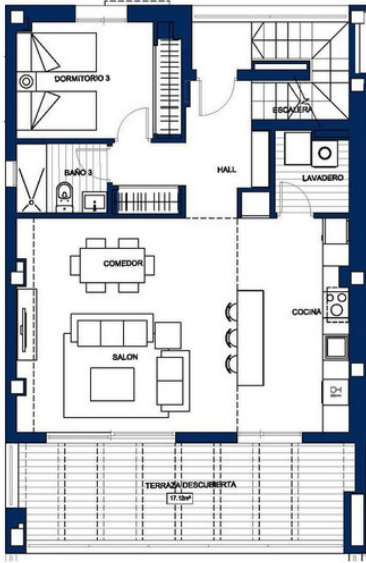 DORMITORIO 3
ESCALERA
BAÑO 3
HALL
LAVADERO
COMEDOR
COCINA
SALON
TERRAZA DESCUBIERTA
17.12m²